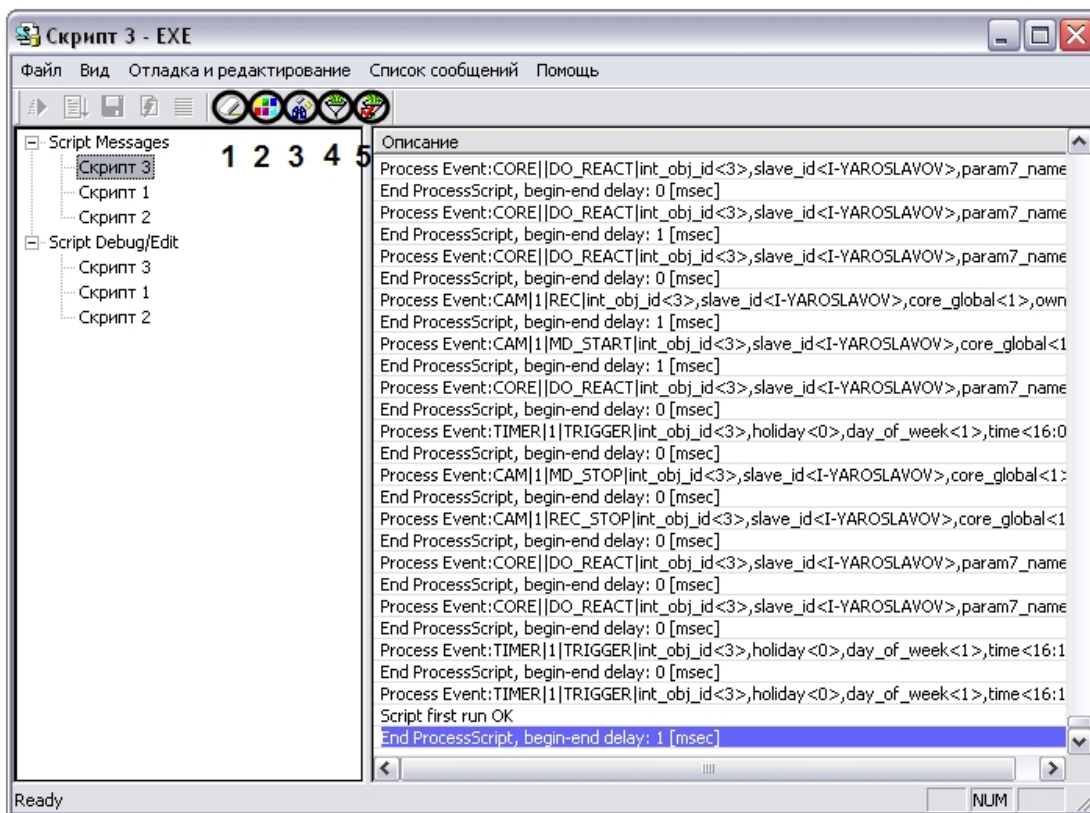 Скрипт 3 - EXE
Файл Вид Отладка и редактирование Список сообщений Помощь
1 2 3 4 5
Script Messages
Скрипт 3
Скрипт 1
Скрипт 2
Script Debug/Edit
Скрипт 3
Скрипт 1
Скрипт 2
Описание
Process Event:CORE||DO_REACT|int_obj_id<3>,slave_id<I-YAROSLAVOV>,param7_name
End ProcessScript, begin-end delay: 0 [msec]
Process Event:CORE||DO_REACT|int_obj_id<3>,slave_id<I-YAROSLAVOV>,param7_name
End ProcessScript, begin-end delay: 1 [msec]
Process Event:CORE||DO_REACT|int_obj_id<3>,slave_id<I-YAROSLAVOV>,param7_name
End ProcessScript, begin-end delay: 0 [msec]
Process Event:CAM|1|REC|int_obj_id<3>,slave_id<I-YAROSLAVOV>,core_global<1>,own
End ProcessScript, begin-end delay: 1 [msec]
Process Event:CAM|1|MD_START|int_obj_id<3>,slave_id<I-YAROSLAVOV>,core_global<1
End ProcessScript, begin-end delay: 1 [msec]
Process Event:CORE||DO_REACT|int_obj_id<3>,slave_id<I-YAROSLAVOV>,param7_name
End ProcessScript, begin-end delay: 0 [msec]
Process Event:TIMER|1|TRIGGER|int_obj_id<3>,holiday<0>,day_of_week<1>,time<16:0
End ProcessScript, begin-end delay: 0 [msec]
Process Event:CAM|1|MD_STOP|int_obj_id<3>,slave_id<I-YAROSLAVOV>,core_global<1>
End ProcessScript, begin-end delay: 0 [msec]
Process Event:CAM|1|REC_STOP|int_obj_id<3>,slave_id<I-YAROSLAVOV>,core_global<1
End ProcessScript, begin-end delay: 0 [msec]
Process Event:CORE||DO_REACT|int_obj_id<3>,slave_id<I-YAROSLAVOV>,param7_name
End ProcessScript, begin-end delay: 0 [msec]
Process Event:CORE||DO_REACT|int_obj_id<3>,slave_id<I-YAROSLAVOV>,param7_name
End ProcessScript, begin-end delay: 0 [msec]
Process Event:TIMER|1|TRIGGER|int_obj_id<3>,holiday<0>,day_of_week<1>,time<16:1
End ProcessScript, begin-end delay: 0 [msec]
Process Event:TIMER|1|TRIGGER|int_obj_id<3>,holiday<0>,day_of_week<1>,time<16:1
Script first run OK
End ProcessScript, begin-end delay: 1 [msec]
Ready
NUM